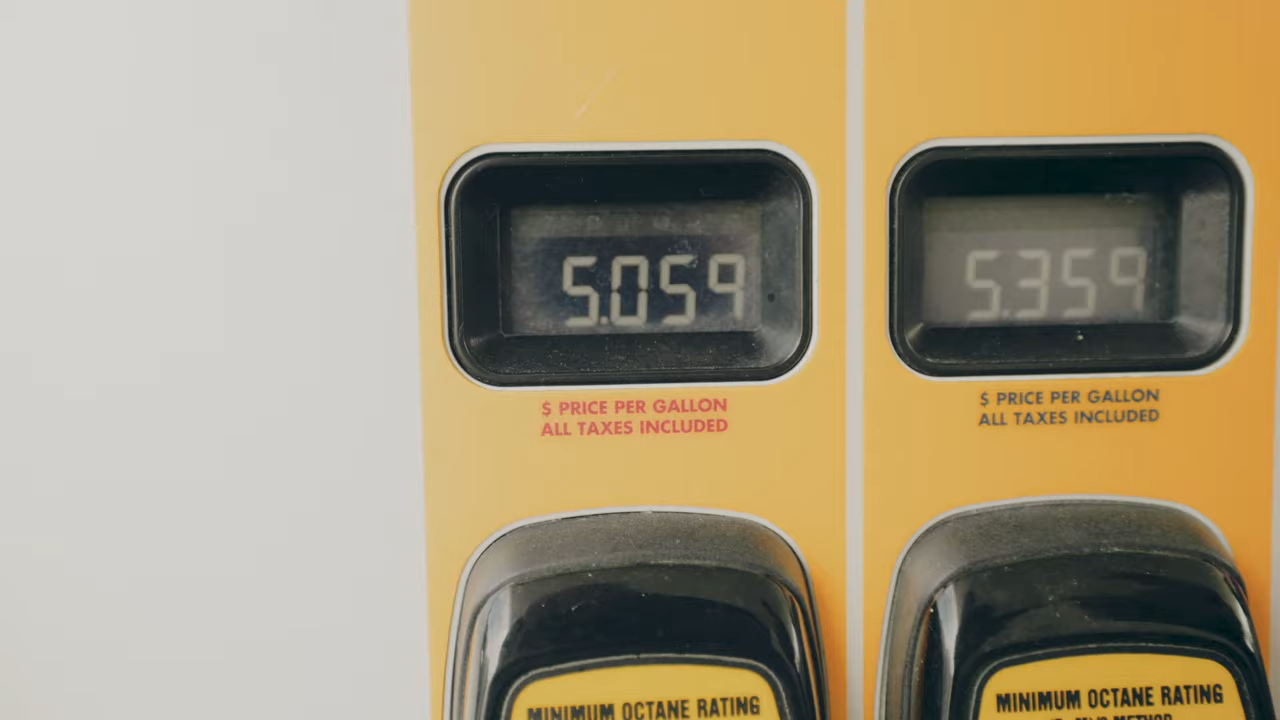 5.059
$ PRICE PER GALLON
ALL TAXES INCLUDED
MINIMUM OCTANE RATING
5.359
$ PRICE PER GALLON
ALL TAXES INCLUDED
MINIMUM OCTANE RATING
METHOD